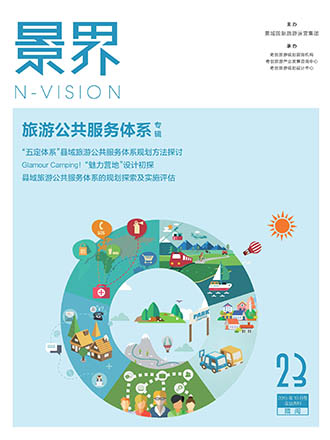 景界
N-VISION
主办
景域国际旅游运营集团
承办
旅游公共服务体系 专辑
“五定体系”县域旅游公共服务体系规划方法探讨
Glamour Camping！“魅力营地”设计初探
县域旅游公共服务体系的规划探索及实施评估
PARK
23